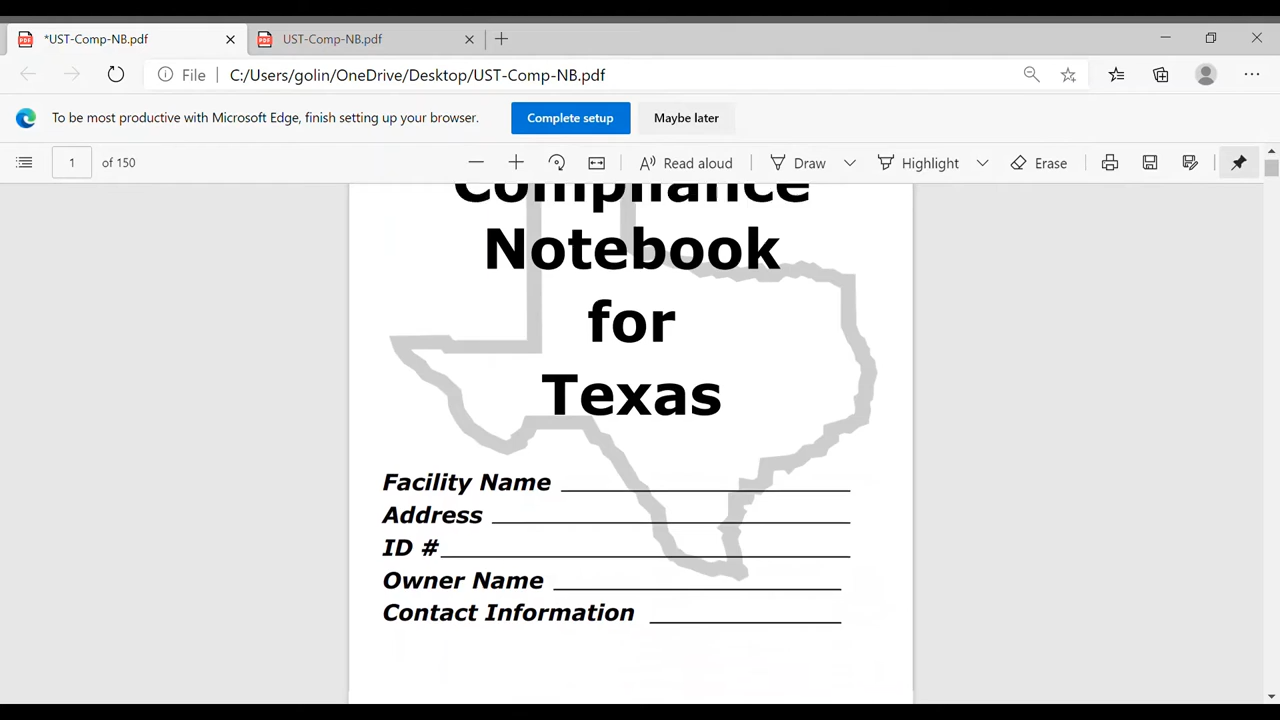 *UST-Comp-NB.pdf UST-Comp-NB.pdf
File C:/Users/golin/OneDrive/Desktop/UST-Comp-NB.pdf
To be most productive with Microsoft Edge, finish setting up your browser. Complete setup Maybe later
1 of 150 Read aloud Draw Highlight Erase
Compliance
Notebook
for
Texas
Facility Name
Address
ID #
Owner Name
Contact Information